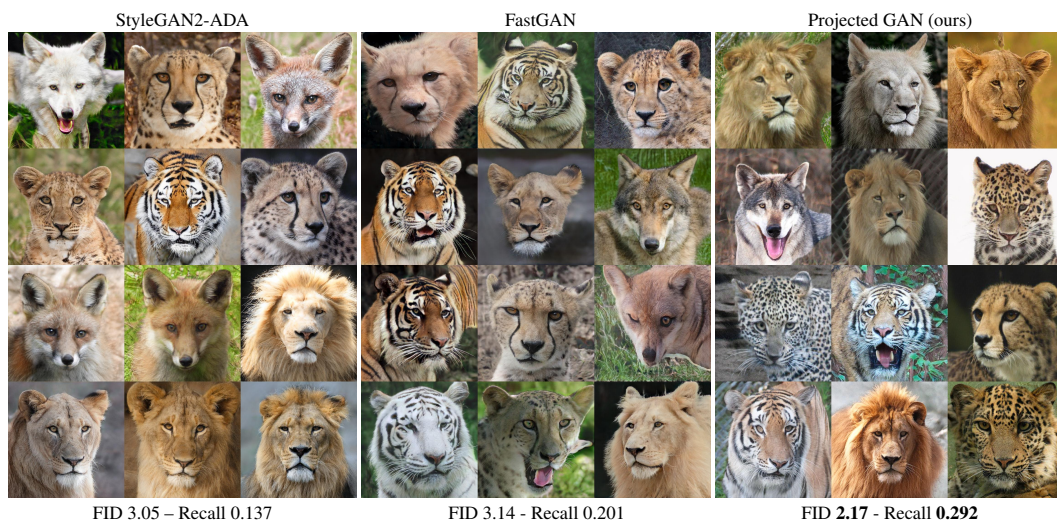 StyleGAN2-ADA
FastGAN
Projected GAN (ours)
FID 3.05 – Recall 0.137
FID 3.14 - Recall 0.201
FID 2.17 - Recall 0.292